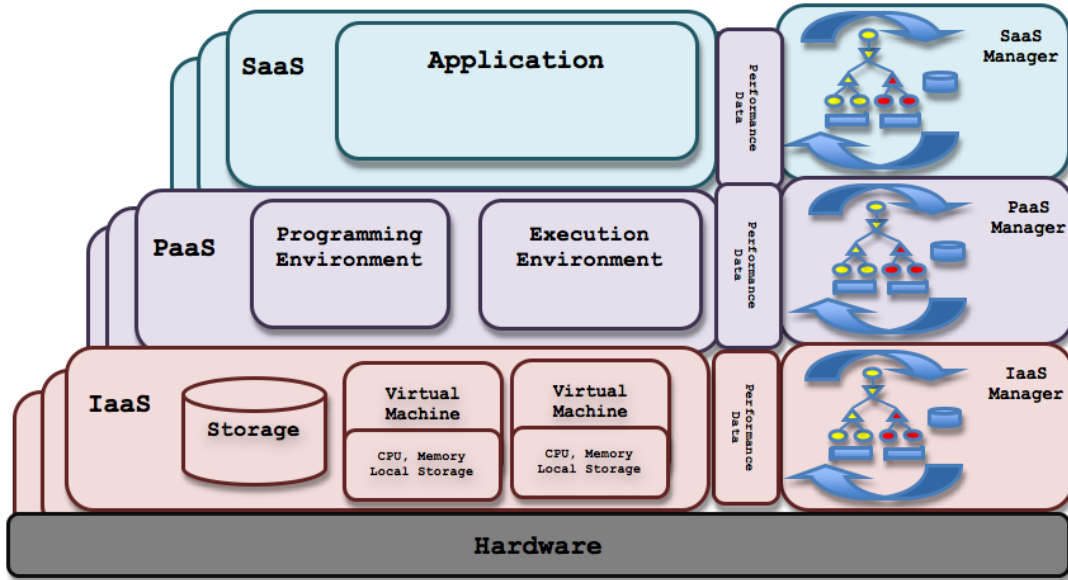 SaaS
Application
Performance
Data
SaaS
Manager
PaaS
Programming
Environment
Execution
Environment
Performance
Data
PaaS
Manager
IaaS
Storage
Virtual
Machine
CPU, Memory
Local Storage
Virtual
Machine
CPU, Memory
Local Storage
Performance
Data
IaaS
Manager
Hardware